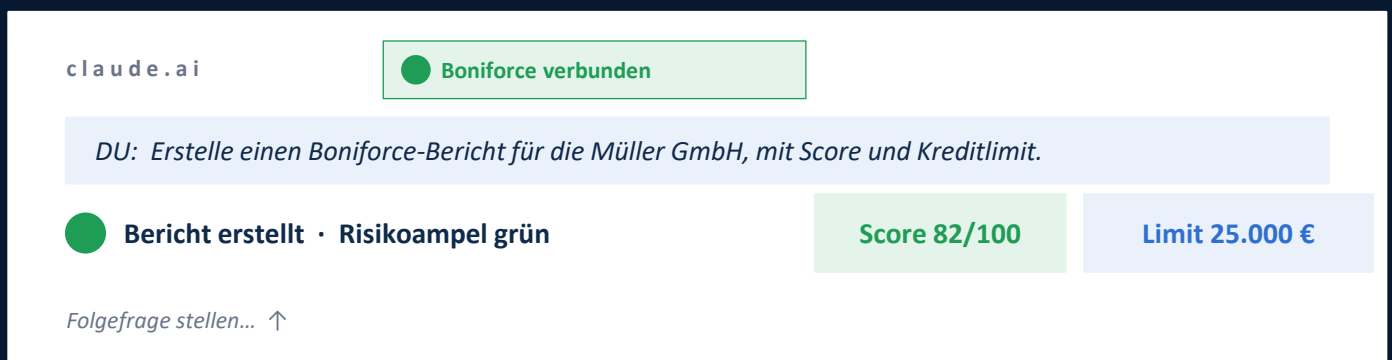 claude.ai
Boniforce verbunden
DU: Erstelle einen Boniforce-Bericht für die Müller GmbH, mit Score und Kreditlimit.
Bericht erstellt · Risikoampel grün
Score 82/100
Limit 25.000 €
Folgefrage stellen… ↑